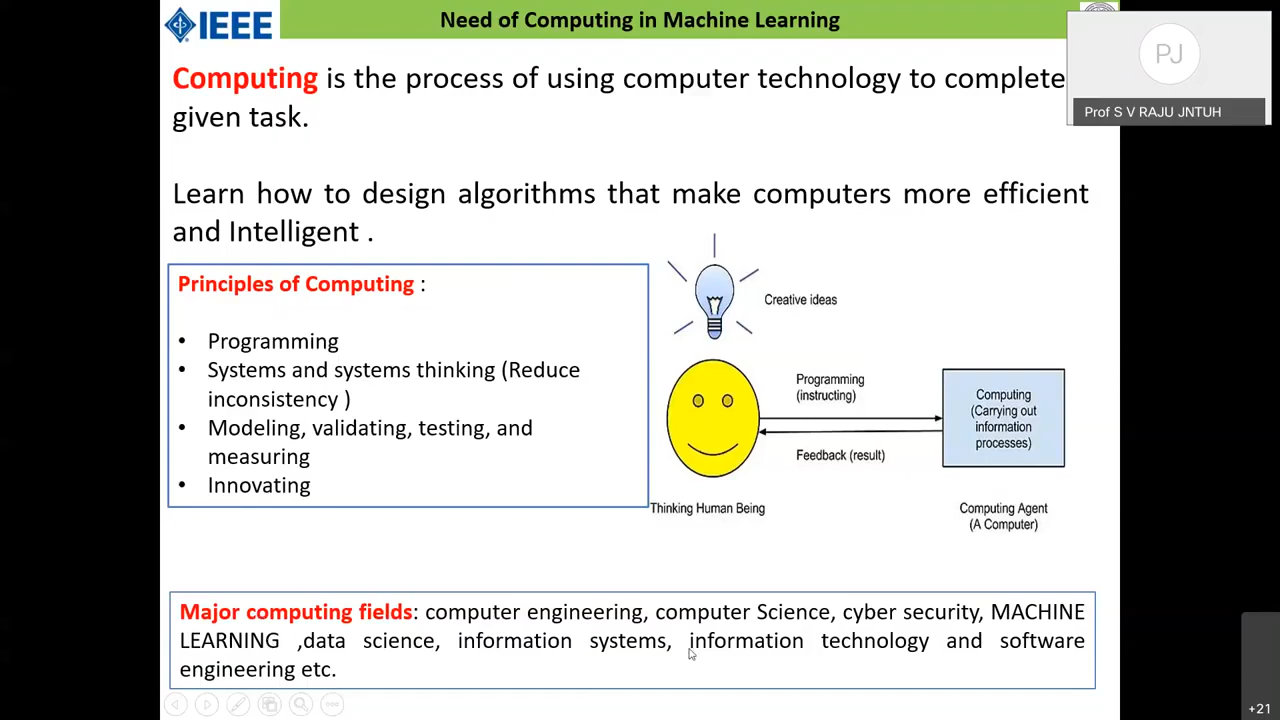 IEEE
Need of Computing in Machine Learning
PJ
Prof S V RAJU JNTUH
Computing is the process of using computer technology to complete
given task.
Learn how to design algorithms that make computers more efficient
and Intelligent .
Principles of Computing :
• Programming
• Systems and systems thinking (Reduce
inconsistency )
• Modeling, validating, testing, and
measuring
• Innovating
Creative ideas
Programming
(instructing)
Feedback (result)
Computing
(Carrying out
information
processes)
Thinking Human Being
Computing Agent
(A Computer)
Major computing fields: computer engineering, computer Science, cyber security, MACHINE
LEARNING ,data science, information systems, information technology and software
engineering etc.
+21